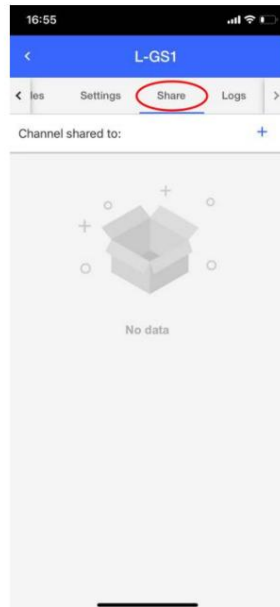 16:55
L-GS1
les Settings Share Logs
Channel shared to: +
No data